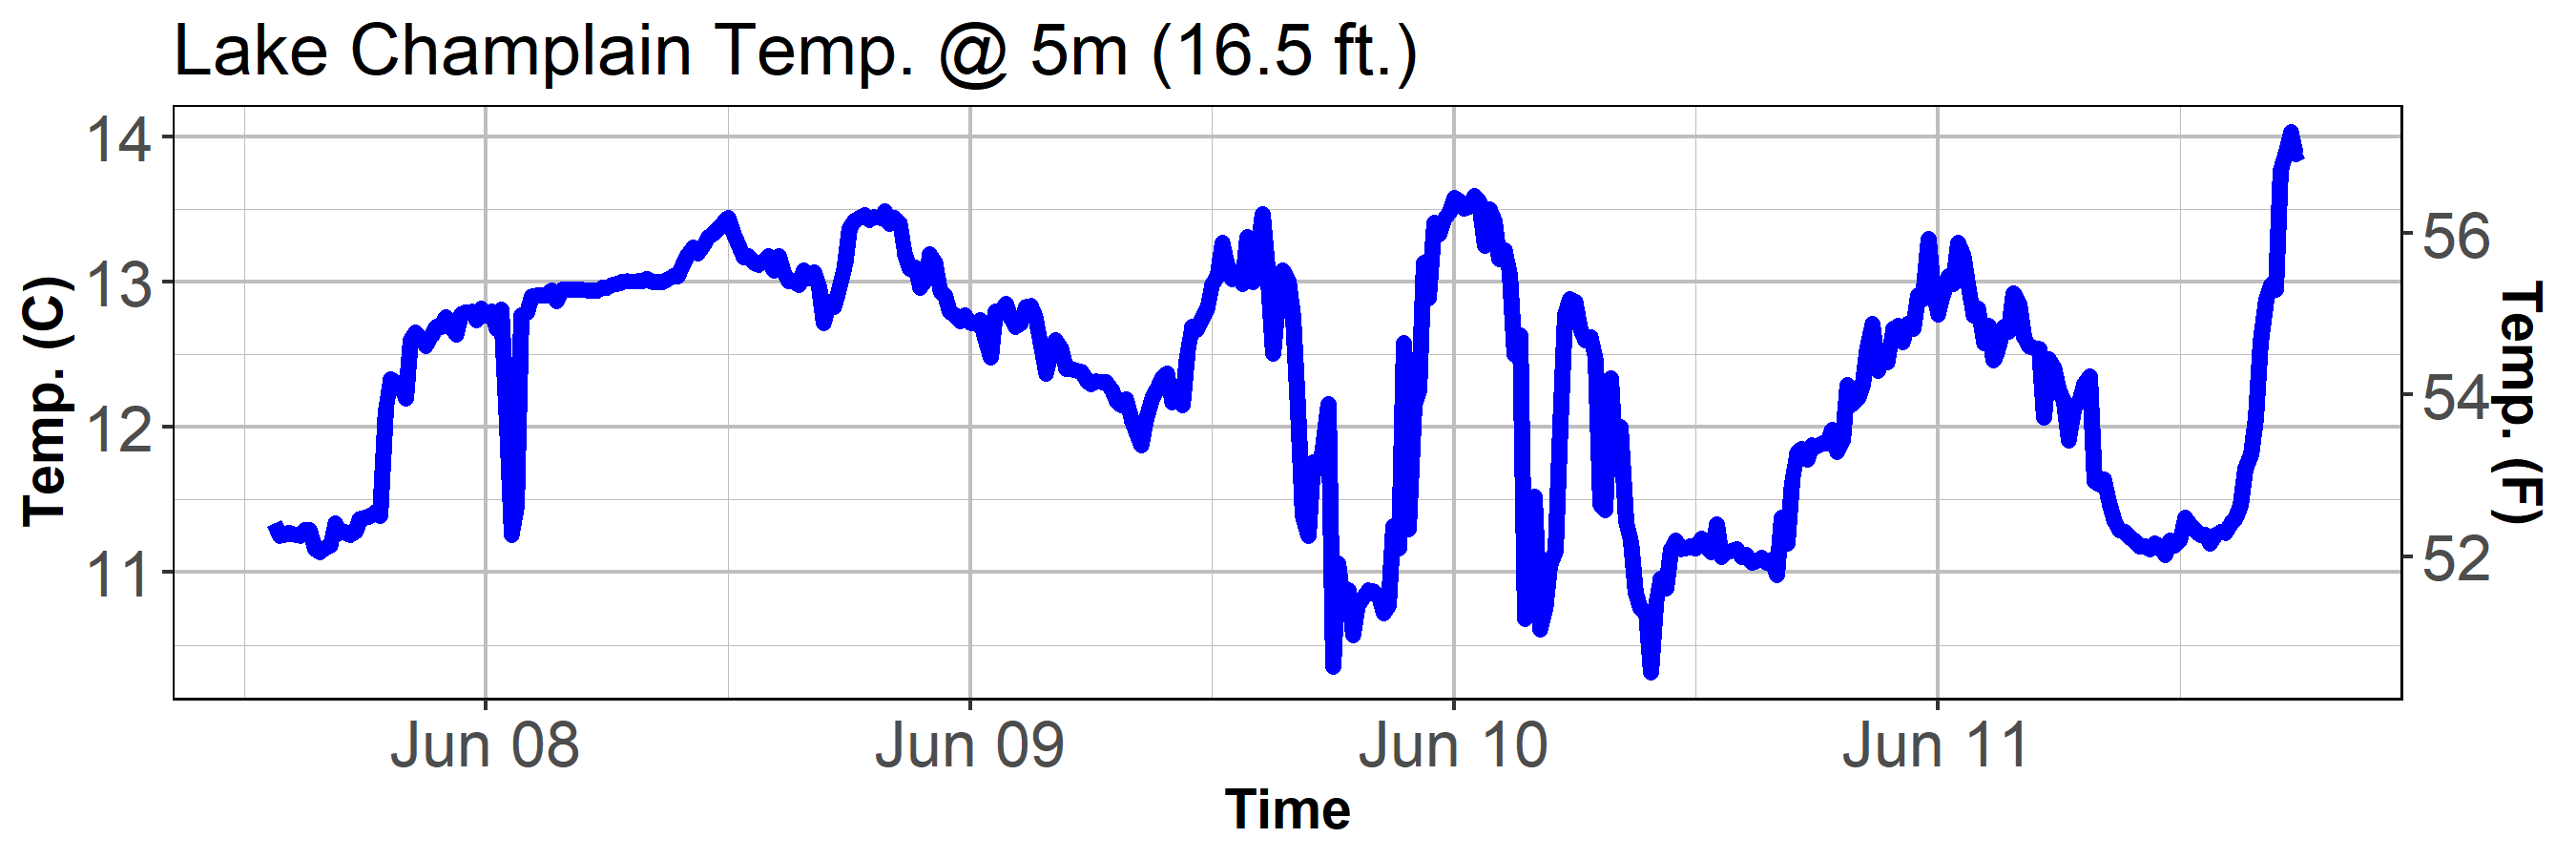 Lake Champlain Temp. @ 5m (16.5 ft.)
Temp. (C)
14
13
12
11
56
54
52
Temp. (F)
Jun 08 Jun 09 Jun 10 Jun 11
Time